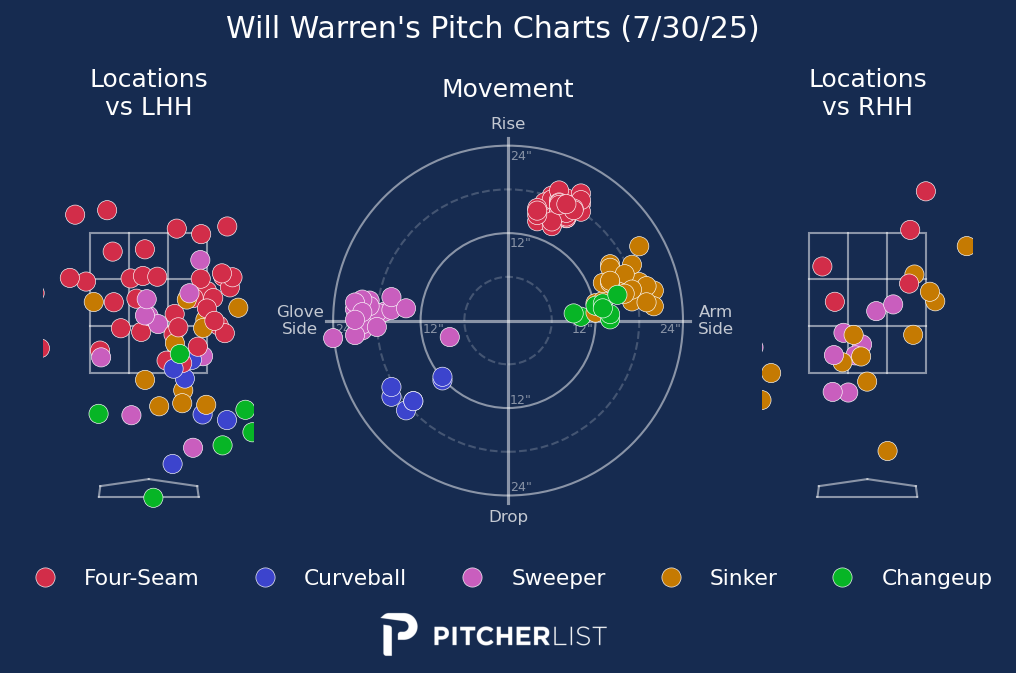 Will Warren's Pitch Charts (7/30/25)
Locations
vs LHH
Movement
Locations
vs RHH
Rise
24"
12"
Glove
Side
24"
12"
12"
24"
Arm
Side
12"
24"
Drop
Four-Seam
Curveball
Sweeper
Sinker
Changeup
PITCHERLIST